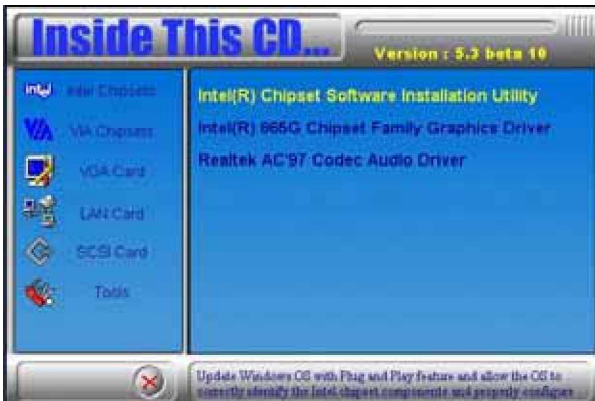 Inside This CD...
Version : 5.3 beta 10
intel Intel Chipsets
VIA VIA Chipsets
VGA Card
LAN Card
SCSI Card
Tools
Intel(R) Chipset Software Installation Utility
Intel(R) 865G Chipset Family Graphics Driver
Realtek AC'97 Codec Audio Driver
Update Windows OS with Plug and Play feature and allow the OS to
correctly identify the Intel chipset components and properly configure